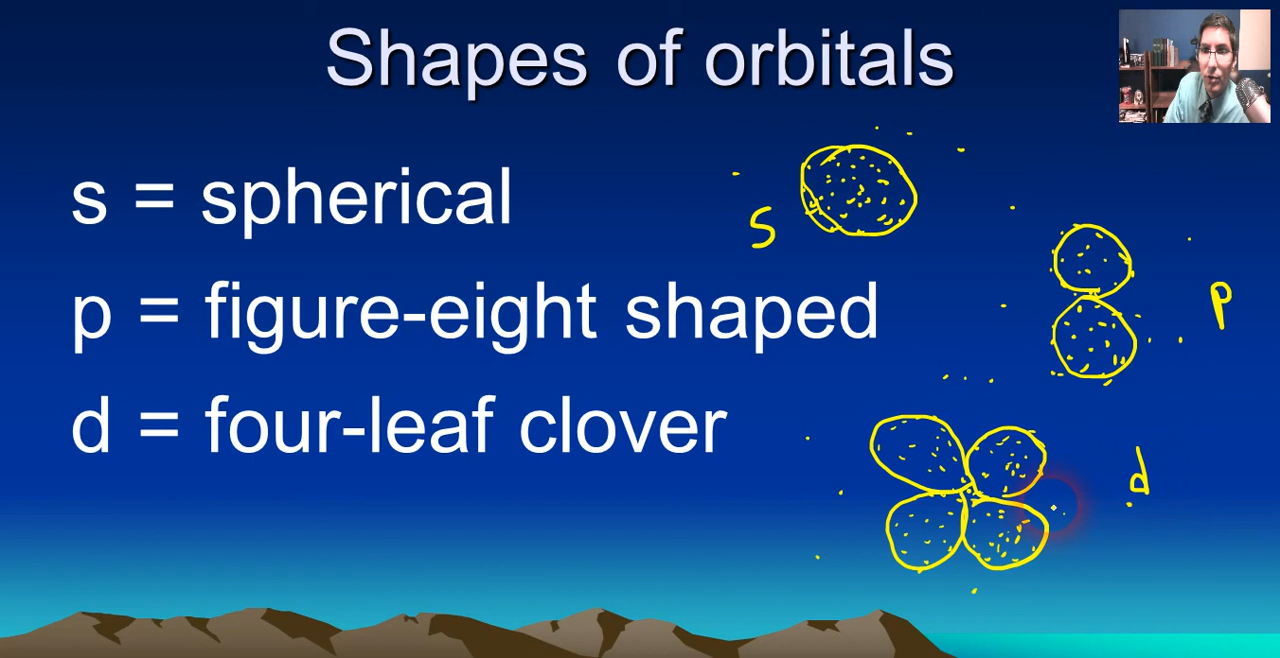 Shapes of orbitals
s = spherical
s
p = figure-eight shaped
p
d = four-leaf clover
d